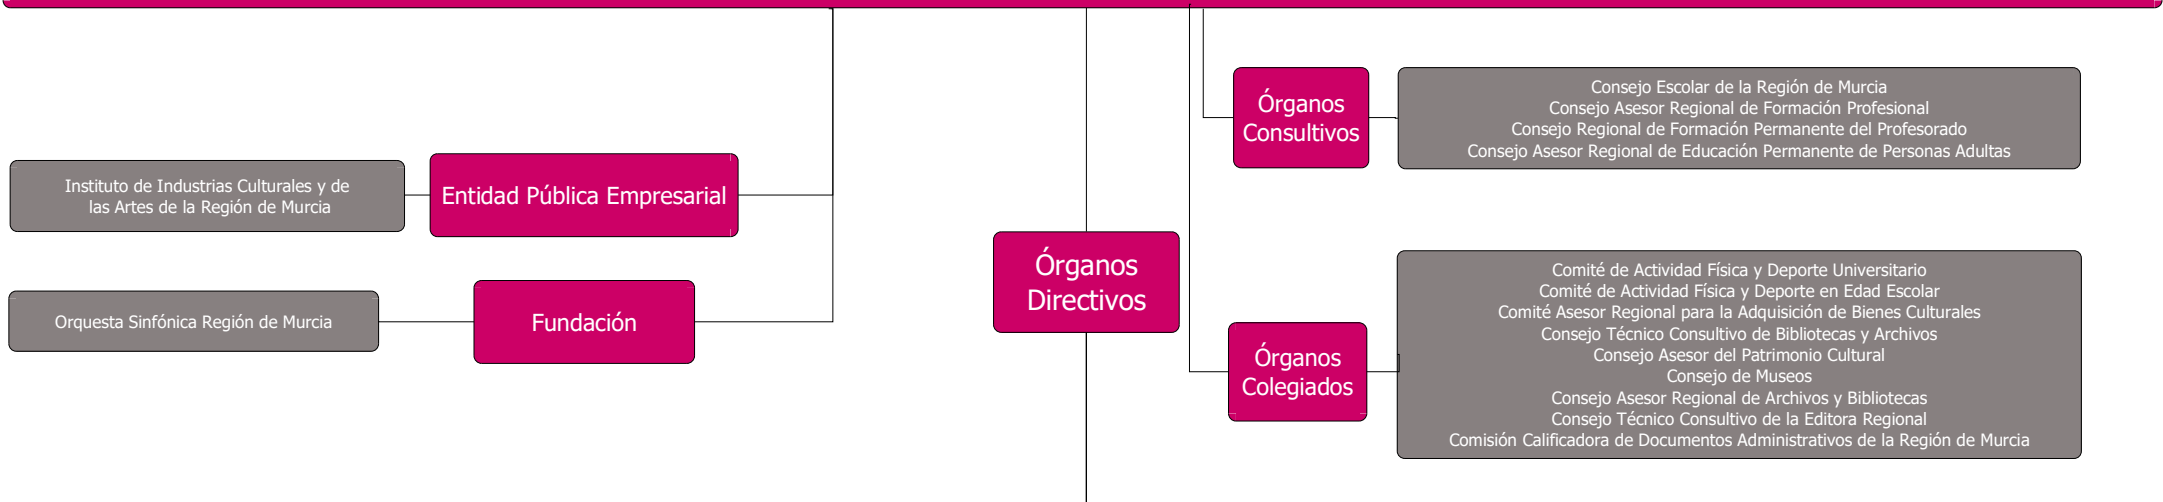 Órganos
Consultivos
Consejo Escolar de la Región de Murcia
Consejo Asesor Regional de Formación Profesional
Consejo Regional de Formación Permanente del Profesorado
Consejo Asesor Regional de Educación Permanente de Personas Adultas
Instituto de Industrias Culturales y de
las Artes de la Región de Murcia
Entidad Pública Empresarial
Orquesta Sinfónica Región de Murcia
Fundación
Órganos
Directivos
Órganos
Colegiados
Comité de Actividad Física y Deporte Universitario
Comité de Actividad Física y Deporte en Edad Escolar
Comité Asesor Regional para la Adquisición de Bienes Culturales
Consejo Técnico Consultivo de Bibliotecas y Archivos
Consejo Asesor del Patrimonio Cultural
Consejo de Museos
Consejo Asesor Regional de Archivos y Bibliotecas
Consejo Técnico Consultivo de la Editora Regional
Comisión Calificadora de Documentos Administrativos de la Región de Murcia